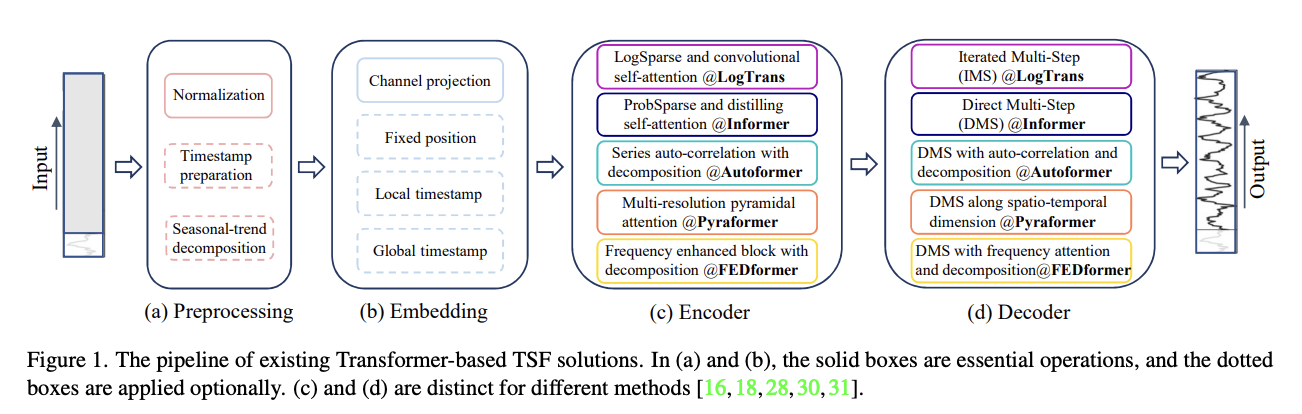 Input
Normalization
Timestamp
preparation
Seasonal-trend
decomposition
(a) Preprocessing
Channel projection
Fixed position
Local timestamp
Global timestamp
(b) Embedding
LogSparse and convolutional
self-attention @LogTrans
ProbSparse and distilling
self-attention @Informer
Series auto-correlation with
decomposition @Autoformer
Multi-resolution pyramidal
attention @Pyraformer
Frequency enhanced block with
decomposition @FEDformer
(c) Encoder
Iterated Multi-Step
(IMS) @LogTrans
Direct Multi-Step
(DMS) @Informer
DMS with auto-correlation and
decomposition @Autoformer
DMS along spatio-temporal
dimension @Pyraformer
DMS with frequency attention
and decomposition@FEDformer
(d) Decoder
Output
Figure 1. The pipeline of existing Transformer-based TSF solutions. In (a) and (b), the solid boxes are essential operations, and the dotted
boxes are applied optionally. (c) and (d) are distinct for different methods [16, 18, 28, 30, 31].